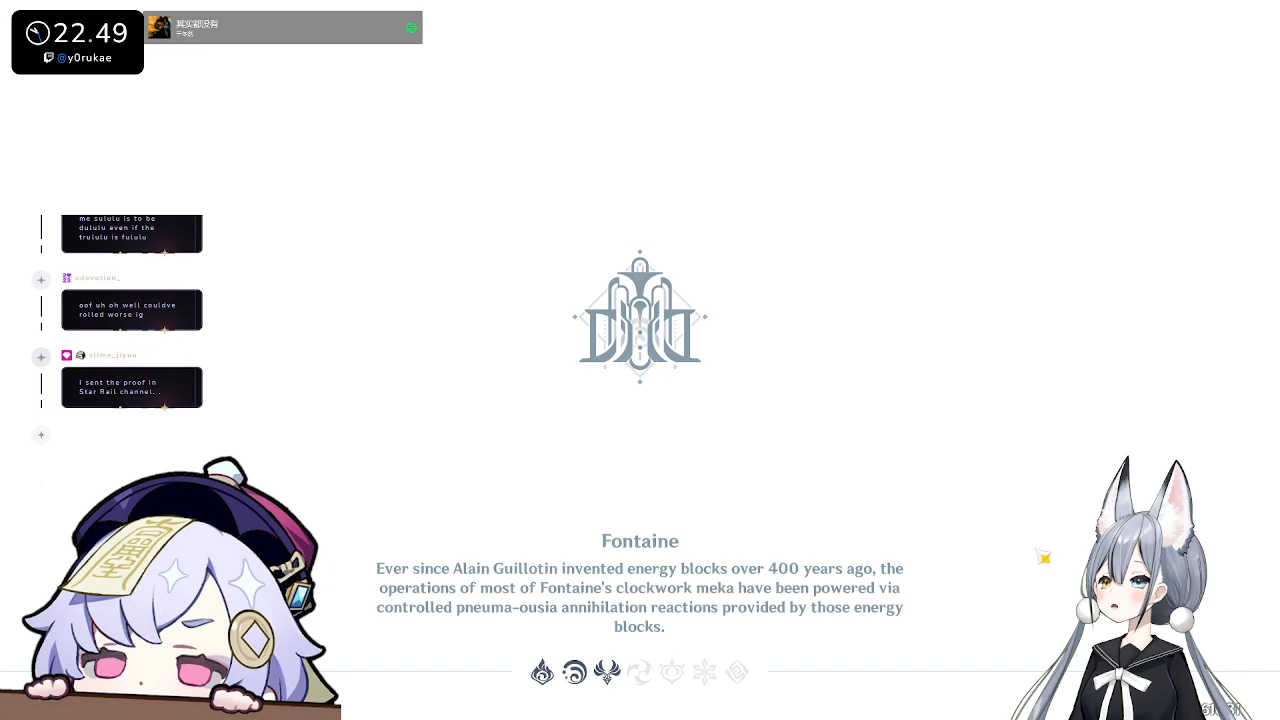 22.49
@y0rukae
其实都没有
me sululu is to be
dululu even if the
trululu is fululu
oduvotion_
oof uh oh well couldve
rolled worse ig
slime_jiyuu
I sent the proof in
Star Rail channel. .
Fontaine
Ever since Alain Guillotin invented energy blocks over 400 years ago, the
operations of most of Fontaine's clockwork meka have been powered via
controlled pneuma-ousia annihilation reactions provided by those energy
blocks.